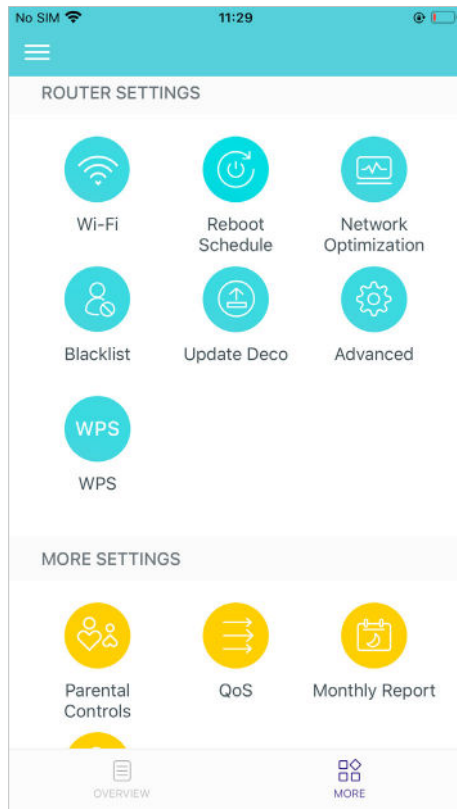 No SIM 11:29
ROUTER SETTINGS
Wi-Fi Reboot Network
Schedule Optimization
Blacklist Update Deco Advanced
WPS
WPS
MORE SETTINGS
Parental QoS Monthly Report
Controls
OVERVIEW MORE